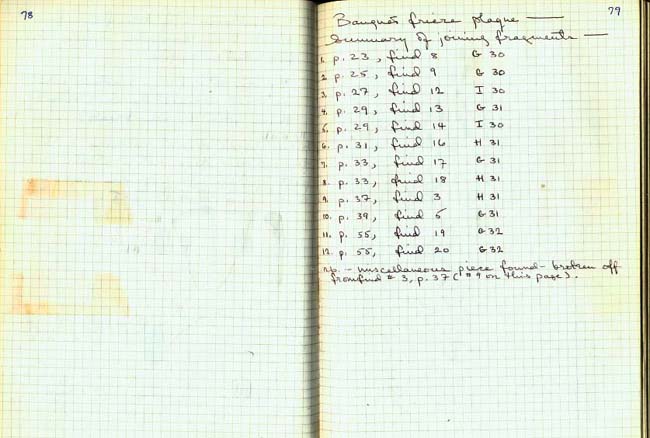 78
79
Banquet frieze plaque —
Summary of joining fragments —
1. p. 23, find 8 G 30
2. p. 25, find 9 G 30
3. p. 27, find 12 I 30
4. p. 29, find 13 G 31
5. p. 29, find 14 I 30
6. p. 31, find 16 H 31
7. p. 33, find 17 G 31
8. p. 33, find 18 H 31
9. p. 37, find 3 H 31
10. p. 39, find 5 G 31
11. p. 55, find 19 G 32
12. p. 55, find 20 G 32
- miscellaneous piece found - broken off
from find # 3, p. 37 (# 9 on this page).